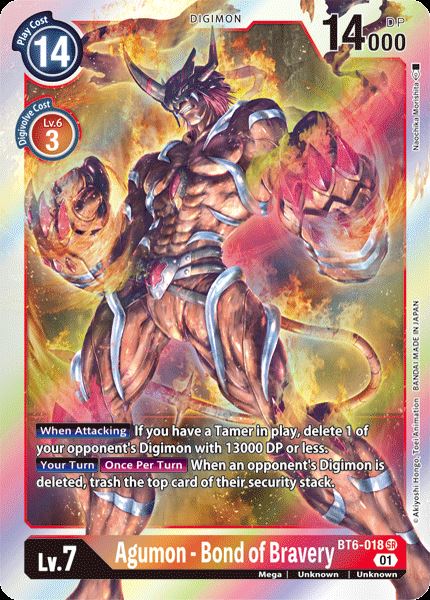 Play Cost
14
DIGIMON
DP
14000
Digivolve Cost
Lv.6
3
Naochika Morishita
When Attacking If you have a Tamer in play, delete 1 of
your opponent's Digimon with 13000 DP or less.
Your Turn Once Per Turn When an opponent's Digimon is
deleted, trash the top card of their security stack.
©Akiyoshi Hongo, Toei Animation BANDAI MADE IN JAPAN
Lv.7
Agumon - Bond of Bravery
BT6-018 SR
01
Mega | Unknown | Unknown